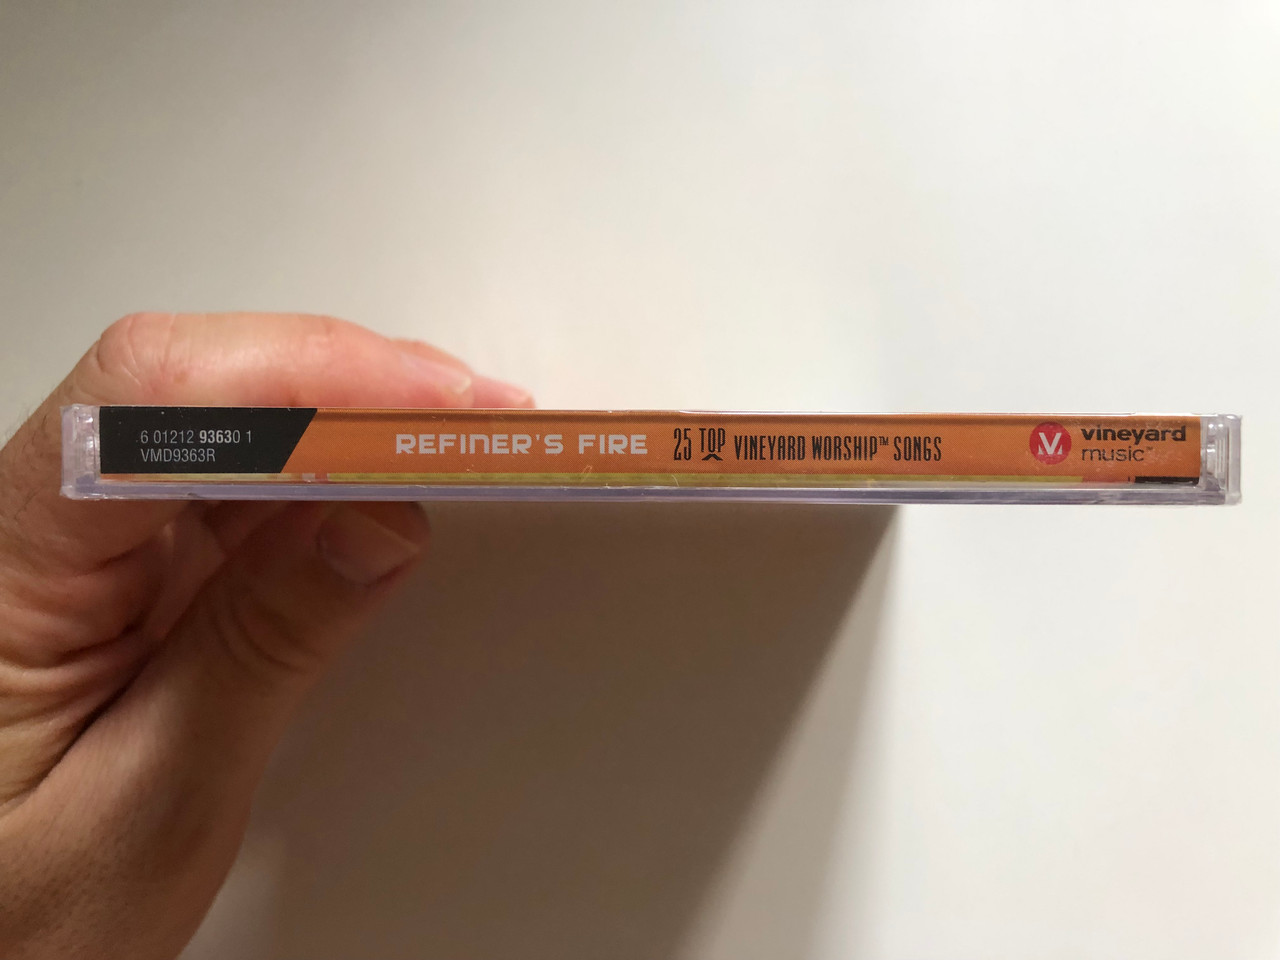 6 01212 93630 1
VMD9363R
REFINER'S FIRE 25 TOP VINEYARD WORSHIP™ SONGS
vineyard
music™